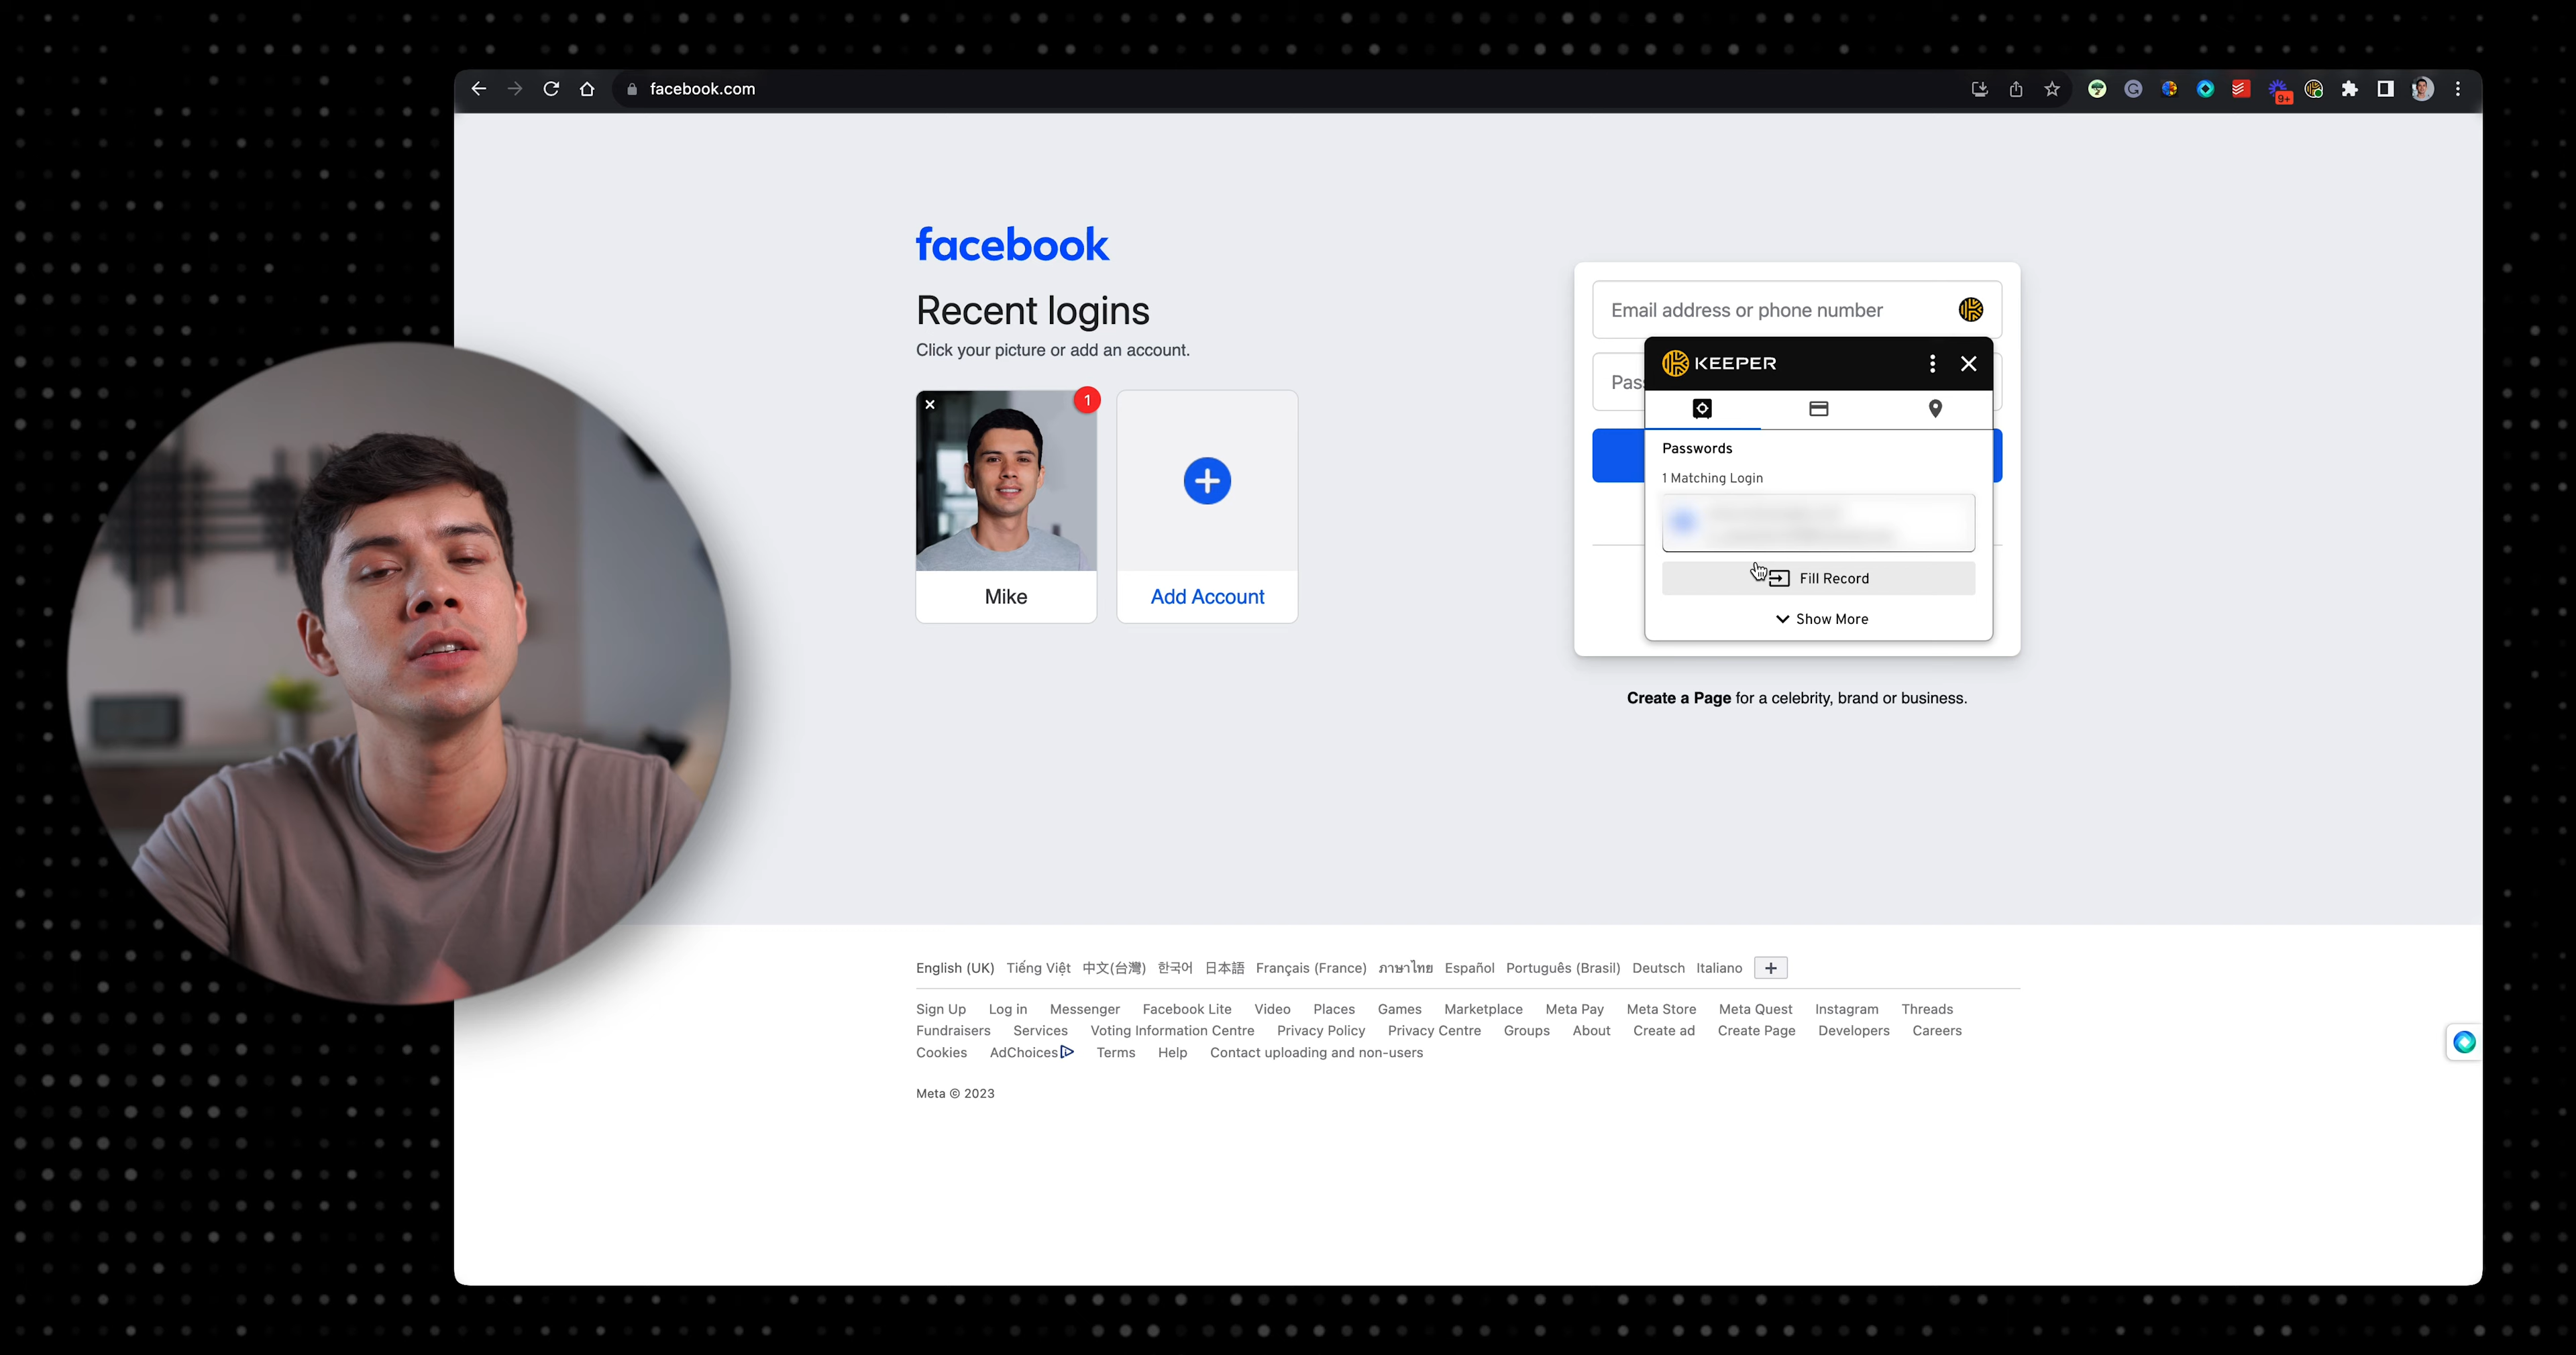 facebook.com
9+
facebook
Recent logins
Click your picture or add an account.
1
Mike
Add Account
Email address or phone number
Pas
KEEPER
Passwords
1 Matching Login
Fill Record
Show More
Create a Page for a celebrity, brand or business.
English (UK) Tiếng Việt 中文(台灣) 한국어 日本語 Français (France) ภาษาไทย Español Português (Brasil) Deutsch Italiano
Sign Up Log in Messenger Facebook Lite Video Places Games Marketplace Meta Pay Meta Store Meta Quest Instagram Threads
Fundraisers Services Voting Information Centre Privacy Policy Privacy Centre Groups About Create ad Create Page Developers Careers
Cookies AdChoices Terms Help Contact uploading and non-users
Meta © 2023